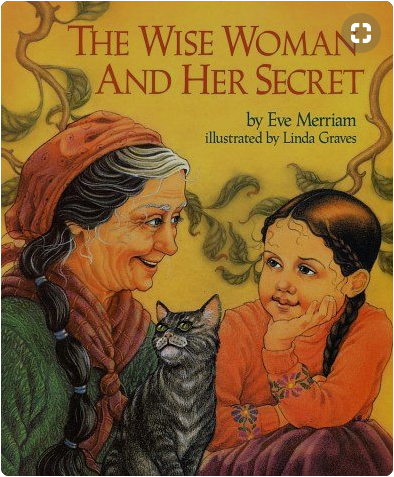 THE WISE WOMAN
AND HER SECRET
by Eve Merriam
illustrated by Linda Graves